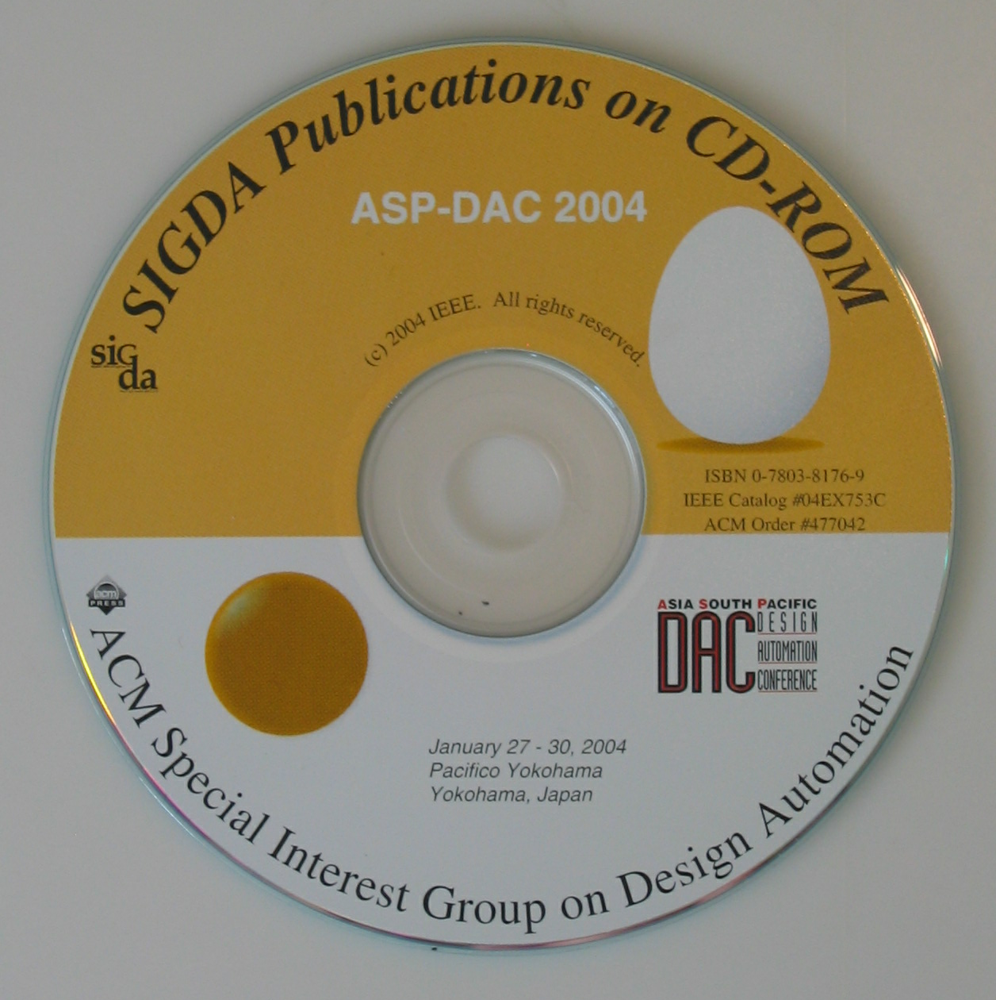 SIGDA Publications on CD-ROM
ASP-DAC 2004
(c) 2004 IEEE. All rights reserved.
sigda
ISBN 0-7803-8176-9
IEEE Catalog #04EX753C
ACM Order #477042
acm
PRESS
ASIA SOUTH PACIFIC
DAC
DESIGN
AUTOMATION
CONFERENCE
January 27 - 30, 2004
Pacifico Yokohama
Yokohama, Japan
ACM Special Interest Group on Design Automation